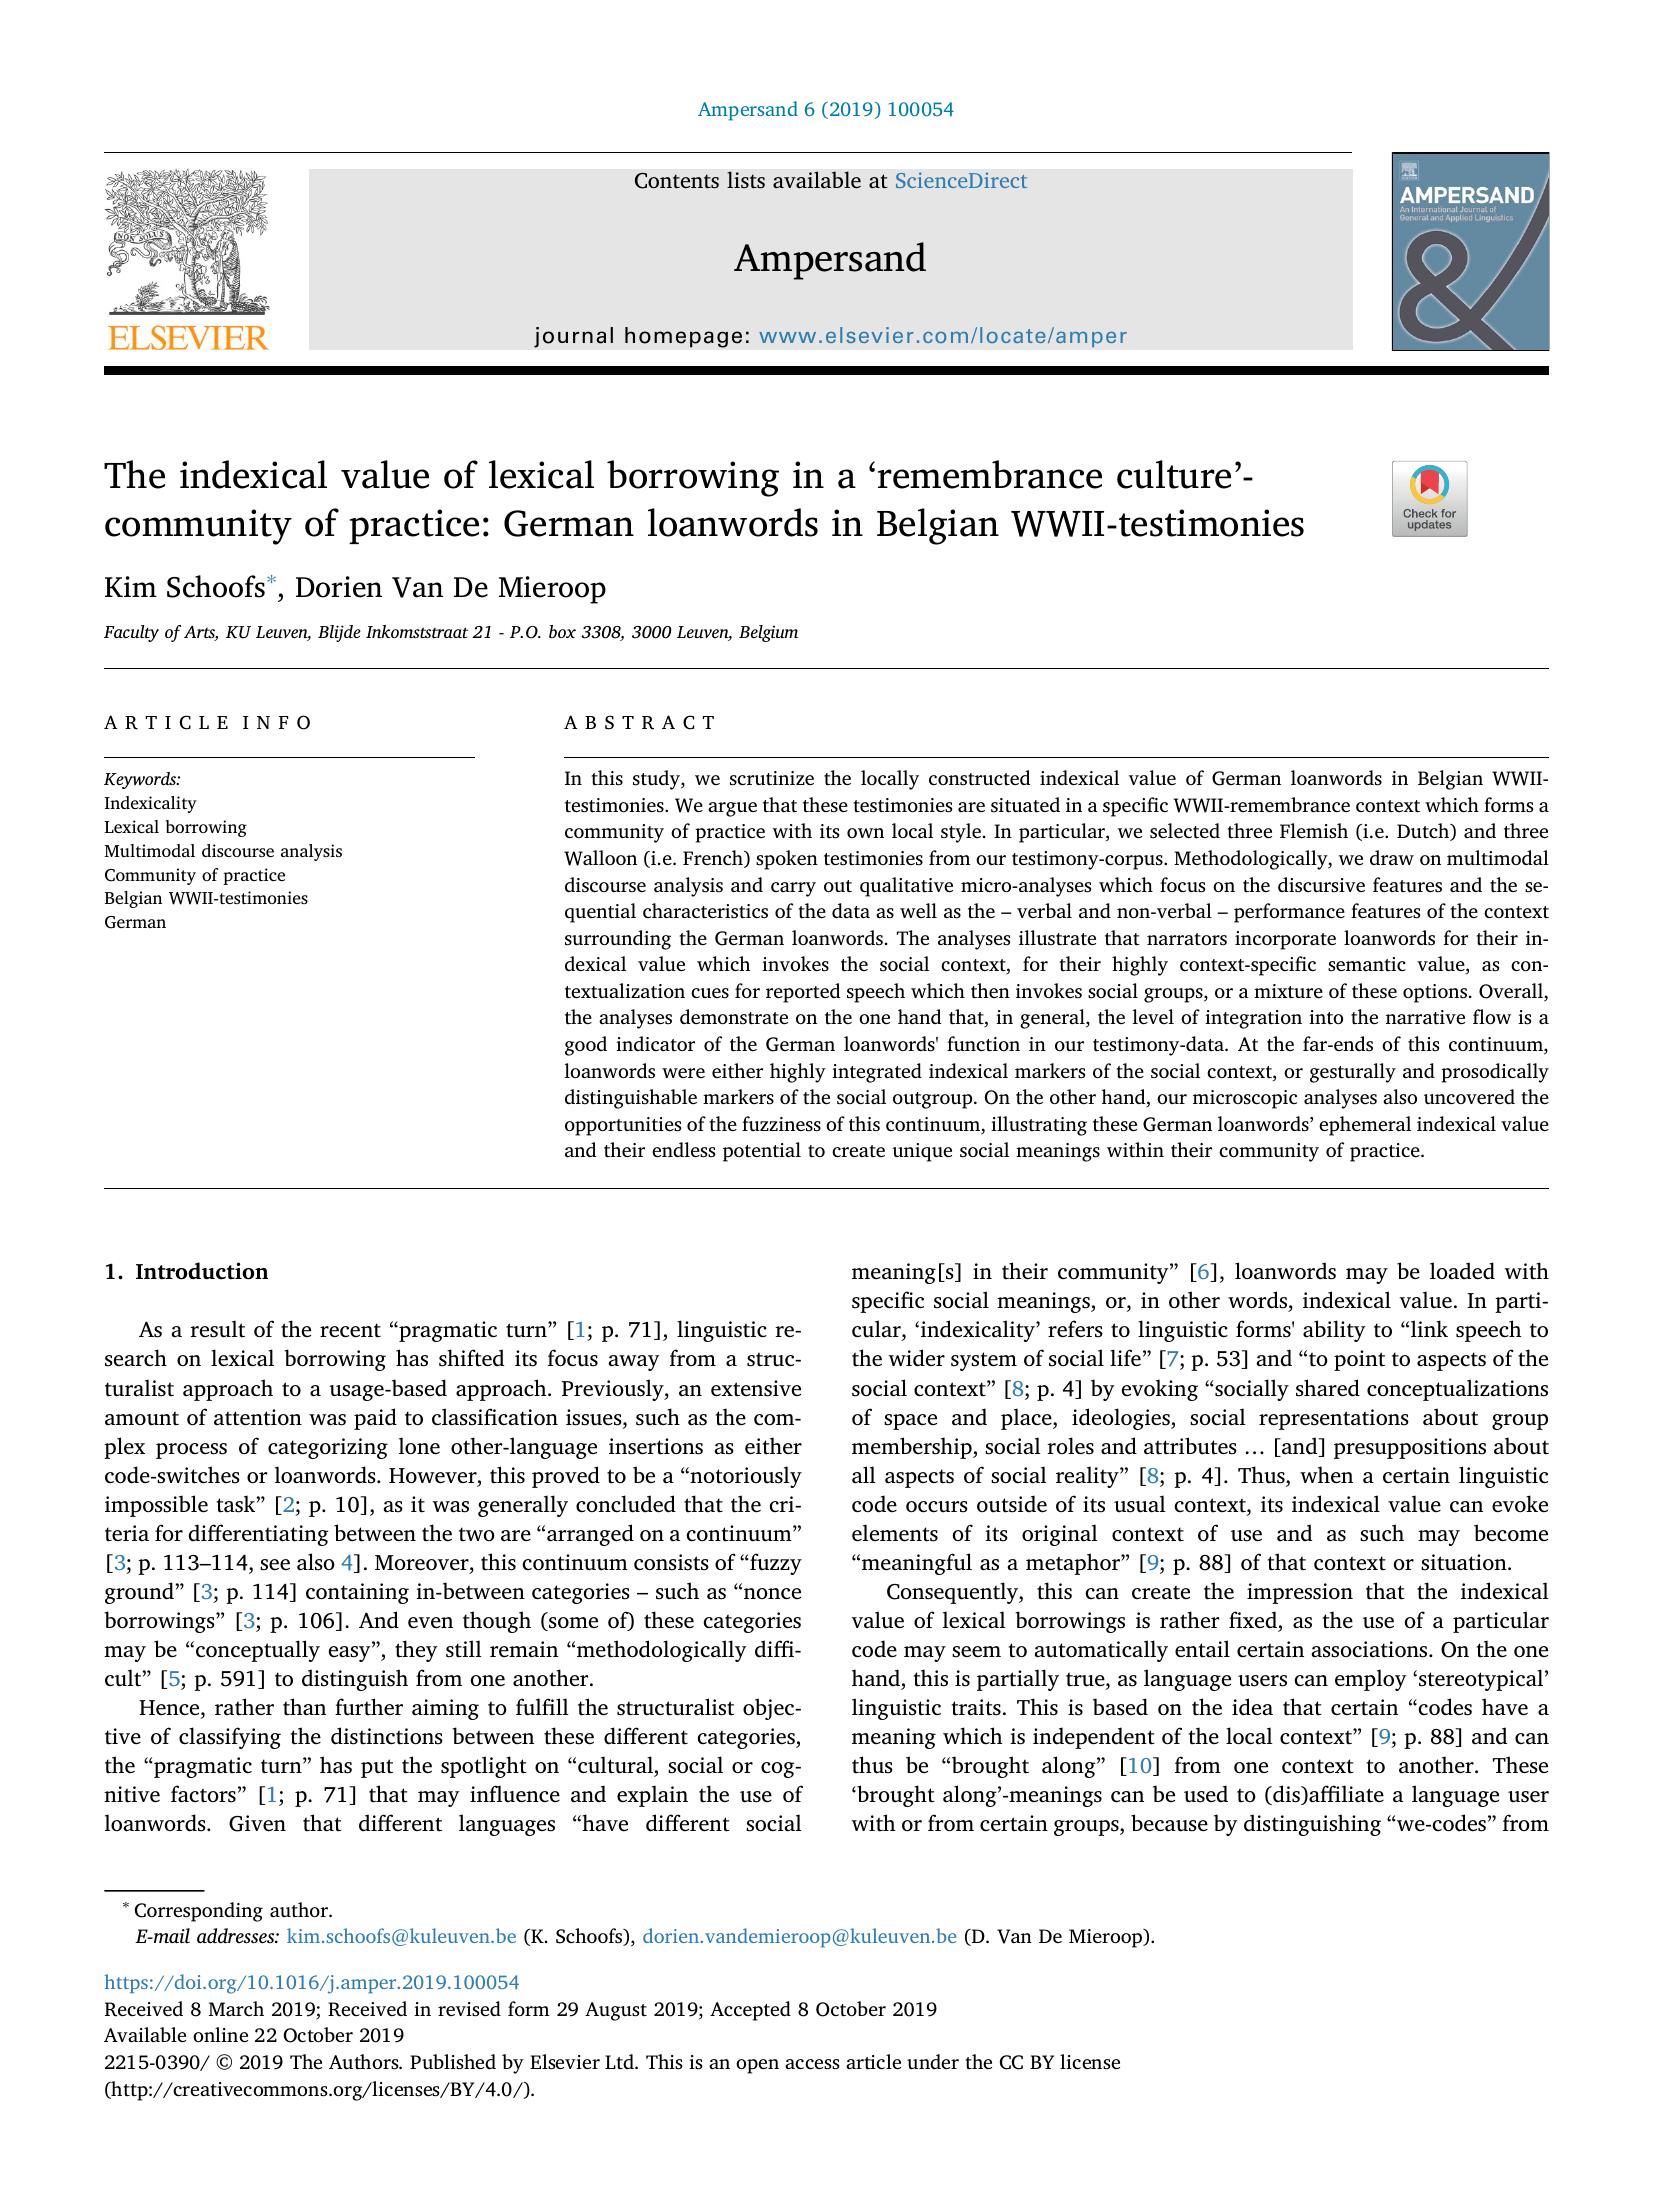 Ampersand 6 (2019) 100054
ELSEVIER
Contents lists available at ScienceDirect
Ampersand
journal homepage: www.elsevier.com/locate/amper
AMPERSAND
An International Journal of
General and Applied Linguistics
&
The indexical value of lexical borrowing in a ‘remembrance culture’-
community of practice: German loanwords in Belgian WWII-testimonies
Check for
updates
Kim Schoofs*, Dorien Van De Mieroop
Faculty of Arts, KU Leuven, Blijde Inkomststraat 21 - P.O. box 3308, 3000 Leuven, Belgium
ARTICLE INFO
Keywords:
Indexicality
Lexical borrowing
Multimodal discourse analysis
Community of practice
Belgian WWII-testimonies
German
ABSTRACT
In this study, we scrutinize the locally constructed indexical value of German loanwords in Belgian WWII-
testimonies. We argue that these testimonies are situated in a specific WWII-remembrance context which forms a
community of practice with its own local style. In particular, we selected three Flemish (i.e. Dutch) and three
Walloon (i.e. French) spoken testimonies from our testimony-corpus. Methodologically, we draw on multimodal
discourse analysis and carry out qualitative micro-analyses which focus on the discursive features and the se-
quential characteristics of the data as well as the – verbal and non-verbal – performance features of the context
surrounding the German loanwords. The analyses illustrate that narrators incorporate loanwords for their in-
dexical value which invokes the social context, for their highly context-specific semantic value, as con-
textualization cues for reported speech which then invokes social groups, or a mixture of these options. Overall,
the analyses demonstrate on the one hand that, in general, the level of integration into the narrative flow is a
good indicator of the German loanwords' function in our testimony-data. At the far-ends of this continuum,
loanwords were either highly integrated indexical markers of the social context, or gesturally and prosodically
distinguishable markers of the social outgroup. On the other hand, our microscopic analyses also uncovered the
opportunities of the fuzziness of this continuum, illustrating these German loanwords’ ephemeral indexical value
and their endless potential to create unique social meanings within their community of practice.
1. Introduction
As a result of the recent “pragmatic turn” [1; p. 71], linguistic re-
search on lexical borrowing has shifted its focus away from a struc-
turalist approach to a usage-based approach. Previously, an extensive
amount of attention was paid to classification issues, such as the com-
plex process of categorizing lone other-language insertions as either
code-switches or loanwords. However, this proved to be a “notoriously
impossible task” [2; p. 10], as it was generally concluded that the cri-
teria for differentiating between the two are “arranged on a continuum”
[3; p. 113–114, see also 4]. Moreover, this continuum consists of “fuzzy
ground” [3; p. 114] containing in-between categories – such as “nonce
borrowings” [3; p. 106]. And even though (some of) these categories
may be “conceptually easy”, they still remain “methodologically diffi-
cult” [5; p. 591] to distinguish from one another.
Hence, rather than further aiming to fulfill the structuralist objec-
tive of classifying the distinctions between these different categories,
the “pragmatic turn” has put the spotlight on “cultural, social or cog-
nitive factors” [1; p. 71] that may influence and explain the use of
loanwords. Given that different languages “have different social
meaning[s] in their community” [6], loanwords may be loaded with
specific social meanings, or, in other words, indexical value. In parti-
cular, ‘indexicality’ refers to linguistic forms' ability to “link speech to
the wider system of social life” [7; p. 53] and “to point to aspects of the
social context” [8; p. 4] by evoking “socially shared conceptualizations
of space and place, ideologies, social representations about group
membership, social roles and attributes … [and] presuppositions about
all aspects of social reality” [8; p. 4]. Thus, when a certain linguistic
code occurs outside of its usual context, its indexical value can evoke
elements of its original context of use and as such may become
“meaningful as a metaphor” [9; p. 88] of that context or situation.
Consequently, this can create the impression that the indexical
value of lexical borrowings is rather fixed, as the use of a particular
code may seem to automatically entail certain associations. On the one
hand, this is partially true, as language users can employ ‘stereotypical’
linguistic traits. This is based on the idea that certain “codes have a
meaning which is independent of the local context” [9; p. 88] and can
thus be “brought along” [10] from one context to another. These
‘brought along’-meanings can be used to (dis)affiliate a language user
with or from certain groups, because by distinguishing “we-codes” from
* Corresponding author.
E-mail addresses: kim.schoofs@kuleuven.be (K. Schoofs), dorien.vandemieroop@kuleuven.be (D. Van De Mieroop).
https://doi.org/10.1016/j.amper.2019.100054
Received 8 March 2019; Received in revised form 29 August 2019; Accepted 8 October 2019
Available online 22 October 2019
2215-0390/ © 2019 The Authors. Published by Elsevier Ltd. This is an open access article under the CC BY license
(http://creativecommons.org/licenses/BY/4.0/).